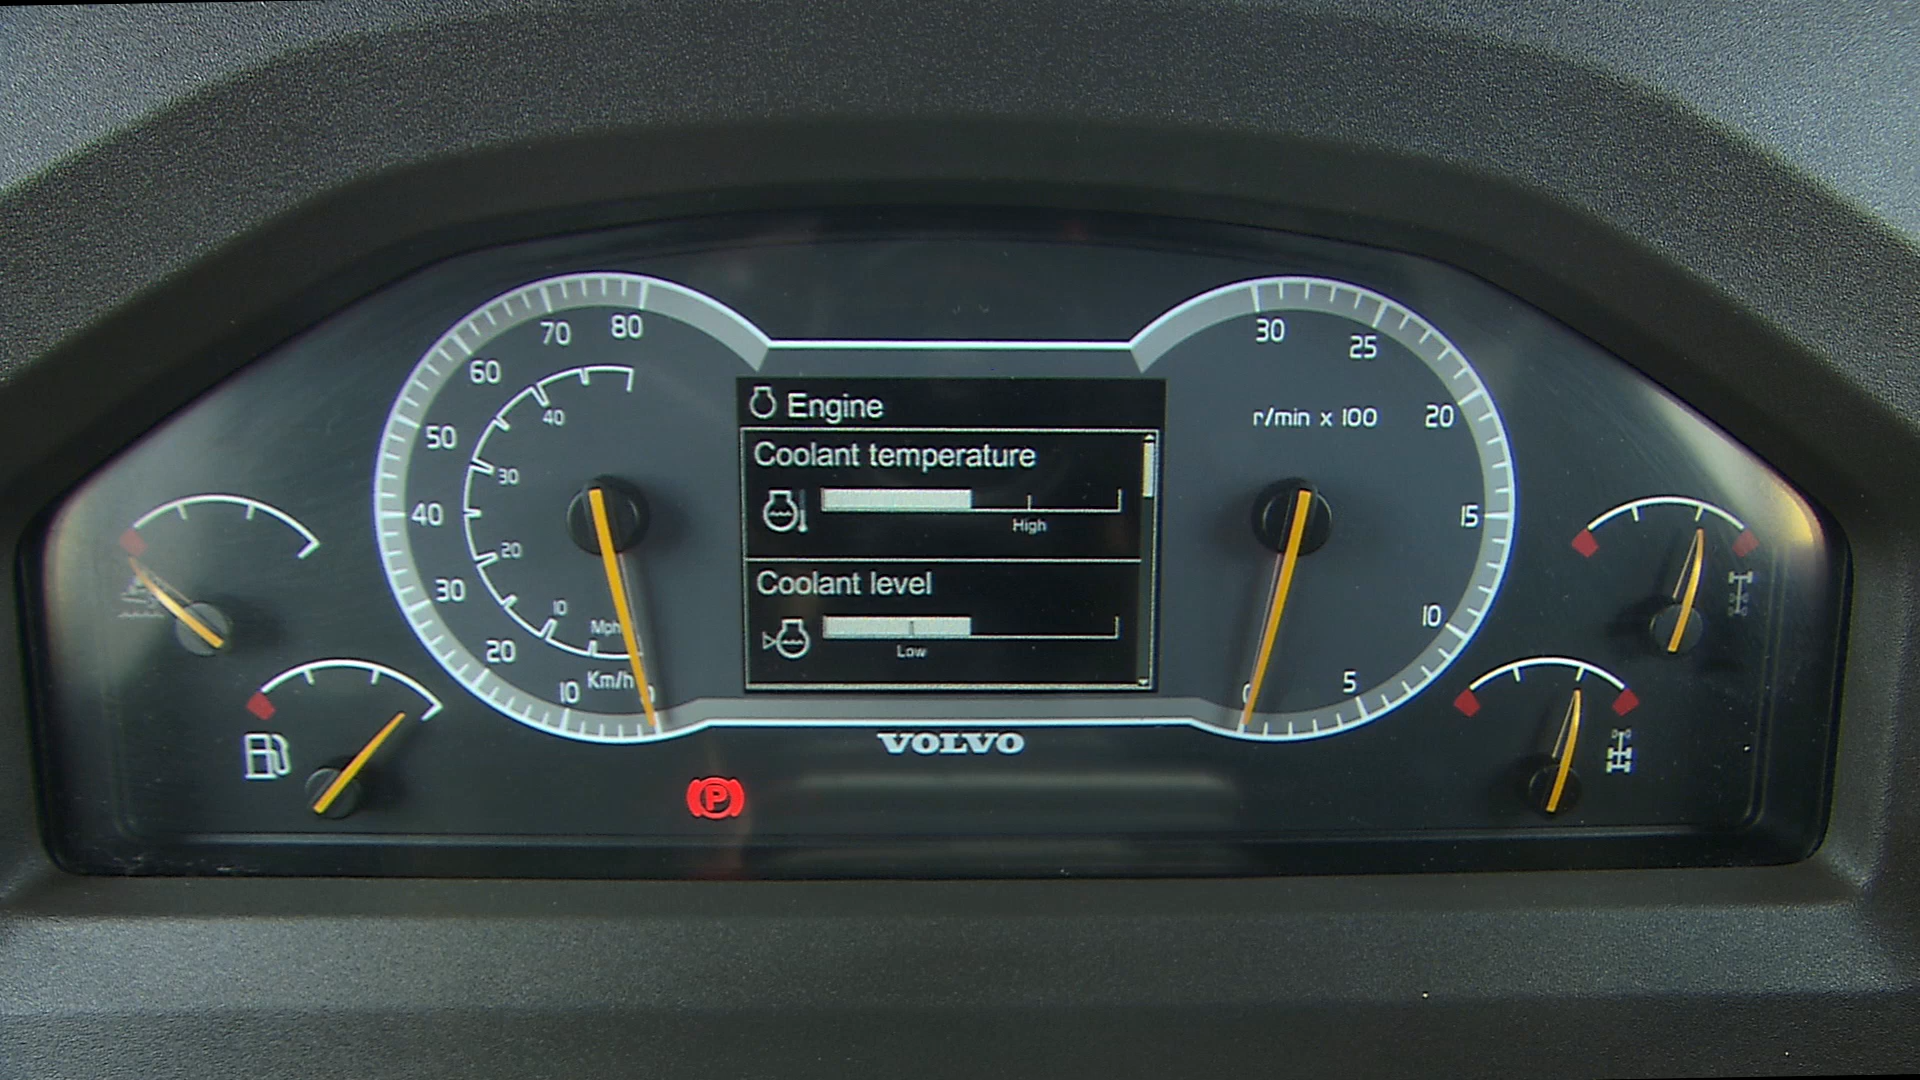 80
70
60
50
40
30
20
10
Km/h
40
30
20
10
Mph
Engine
Coolant temperature
High
Coolant level
Low
30
25
20
15
10
5
r/min x 100
VOLVO
P